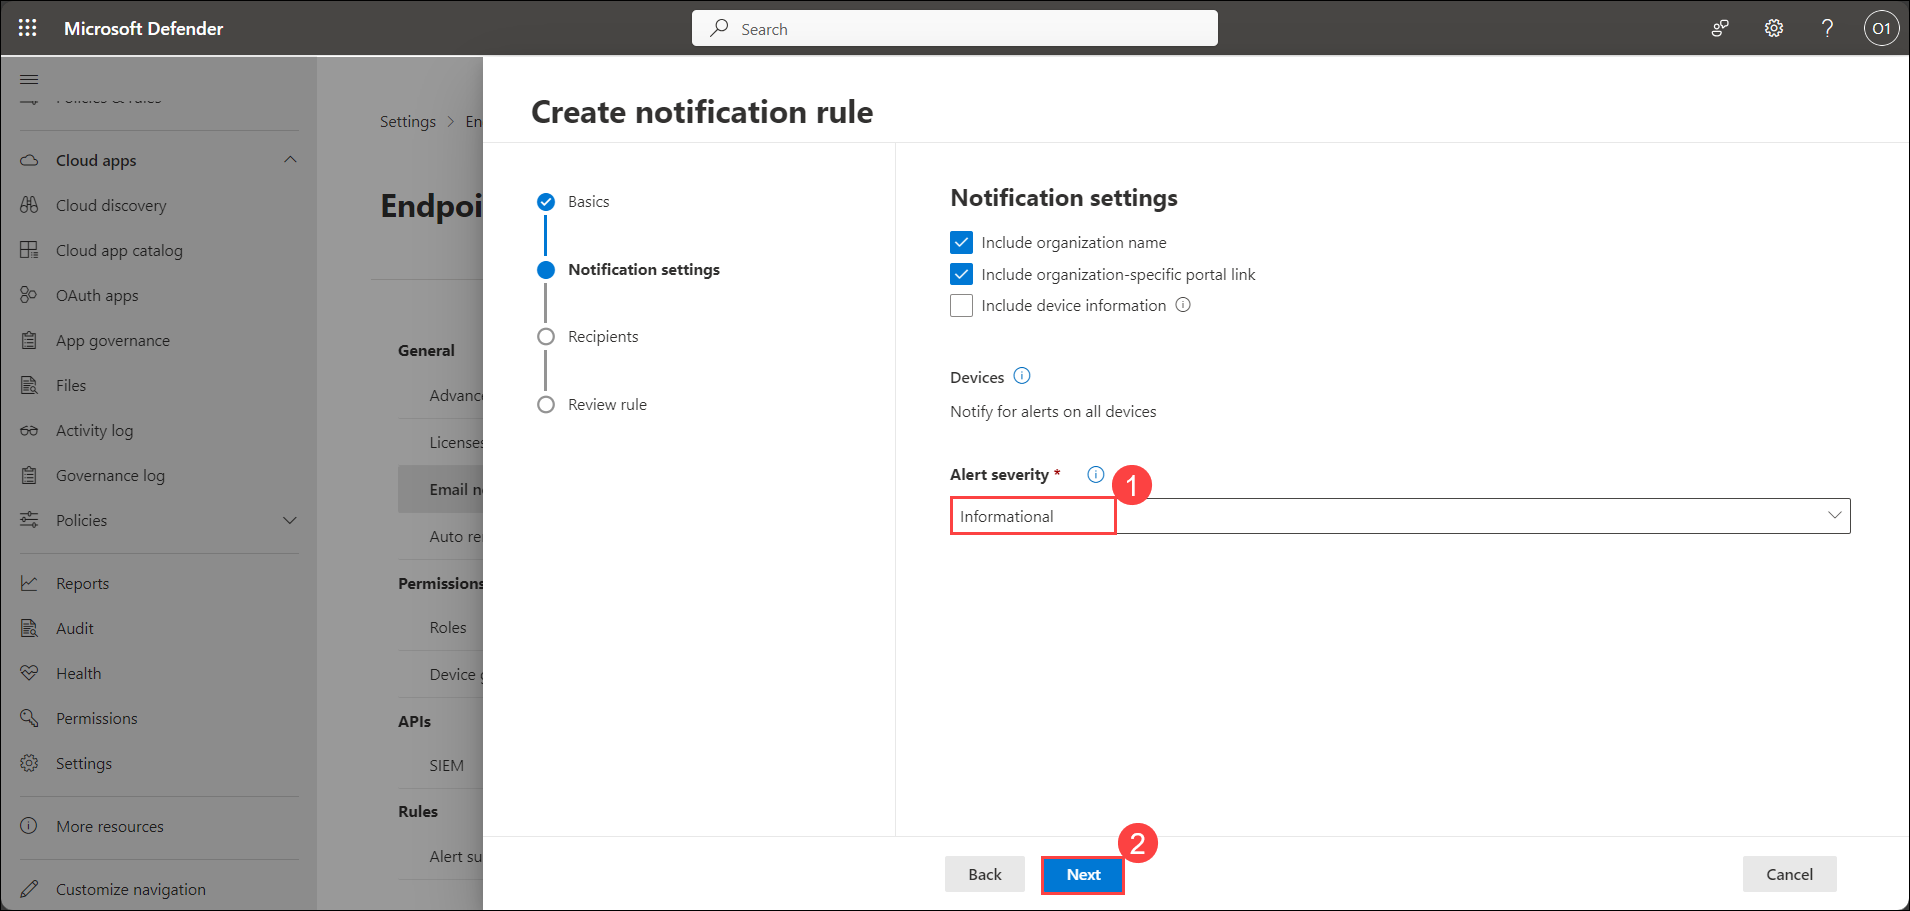 Microsoft Defender
Search
O1
Policies & rules
Cloud apps
Cloud discovery
Cloud app catalog
OAuth apps
App governance
Files
Activity log
Governance log
Policies
Reports
Audit
Health
Permissions
Settings
More resources
Customize navigation
Settings > En
Endpoi
General
Advanc
Licenses
Email n
Auto re
Permissions
Roles
Device g
APIs
SIEM
Rules
Alert su
Create notification rule
Basics
Notification settings
Recipients
Review rule
Notification settings
Include organization name
Include organization-specific portal link
Include device information
Devices
Notify for alerts on all devices
Alert severity *
1
Informational
2
Back
Next
Cancel